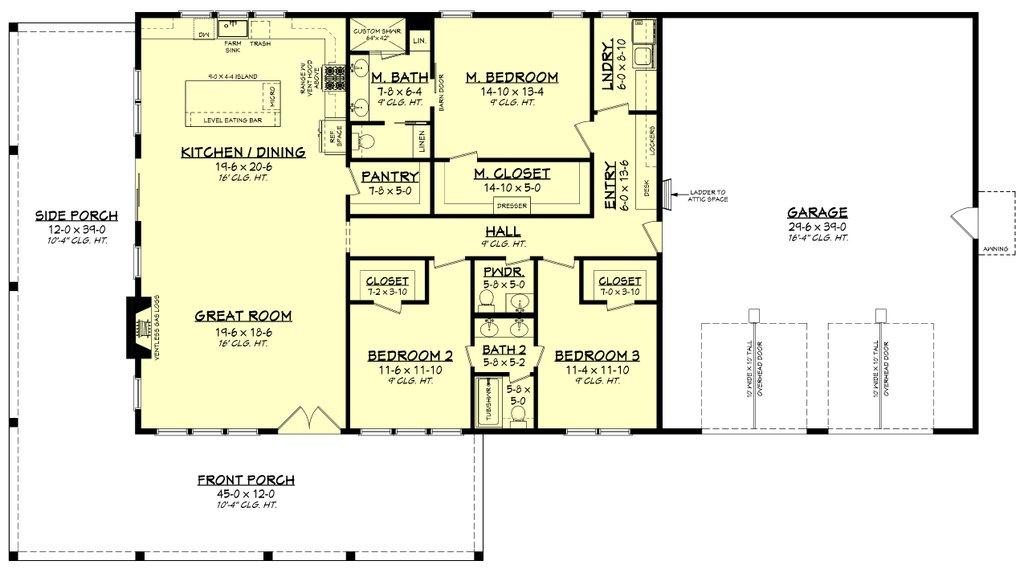 DW
FARM
SINK
TRASH
CUSTOM SHWR.
64"x42"
LIN.
RANGE W/
VENT HOOD
ABOVE
9-0 x 4-4 ISLAND
MICRO
LEVEL EATING BAR
REF.
SPACE
KITCHEN / DINING
19-6 x 20-6
16' CLG. HT.
M. BATH
7-8 x 6-4
9' CLG. HT.
BARN DOOR
LINEN
M. BEDROOM
14-10 x 13-4
9' CLG. HT.
LNDRY.
6-0 x 8-10
LOCKERS
DESK
ENTRY
6-0 x 13-6
PANTRY
7-8 x 5-0
M. CLOSET
14-10 x 5-0
DRESSER
LADDER TO
ATTIC SPACE
GARAGE
29-6 x 39-0
16'-4" CLG. HT.
AWNING
SIDE PORCH
12-0 x 39-0
10'-4" CLG. HT.
HALL
9' CLG. HT.
CLOSET
7-2 x 3-10
PWDR.
5-8 x 5-0
CLOSET
7-0 x 3-10
VENTLESS GAS LOGS
GREAT ROOM
19-6 x 18-6
16' CLG. HT.
BEDROOM 2
11-6 x 11-10
9' CLG. HT.
BATH 2
5-8 x 5-2
BEDROOM 3
11-4 x 11-10
9' CLG. HT.
TUB/SHWR.
5-8 x
5-0
10' WIDE x 10' TALL
OVERHEAD DOOR
10' WIDE x 10' TALL
OVERHEAD DOOR
FRONT PORCH
45-0 x 12-0
10'-4" CLG. HT.